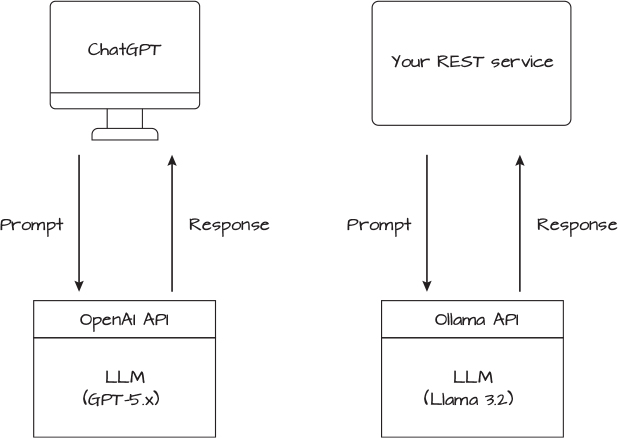 ChatGPT
Prompt
Response
OpenAI API
LLM
(GPT-5.x)
Your REST service
Prompt
Response
Ollama API
LLM
(Llama 3.2)